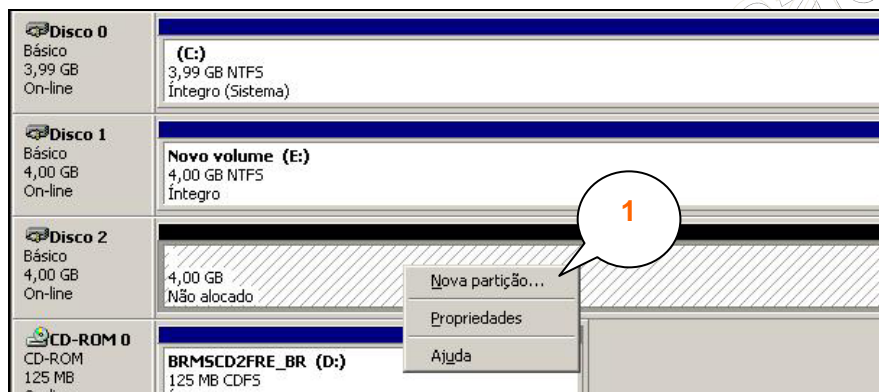 Disco 0
Básico
3,99 GB
On-line
(C:)
3,99 GB NTFS
Íntegro (Sistema)
Disco 1
Básico
4,00 GB
On-line
Novo volume (E:)
4,00 GB NTFS
Íntegro
1
Disco 2
Básico
4,00 GB
On-line
4,00 GB
Não alocado
Nova partição...
Propriedades
Ajuda
CD-ROM 0
CD-ROM
125 MB
BRMSCD2FRE_BR (D:)
125 MB CDFS